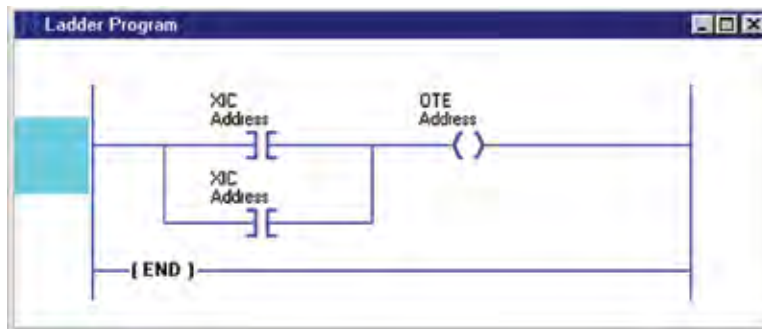 Ladder Program
XIC
Address
OTE
Address
XIC
Address
( END )